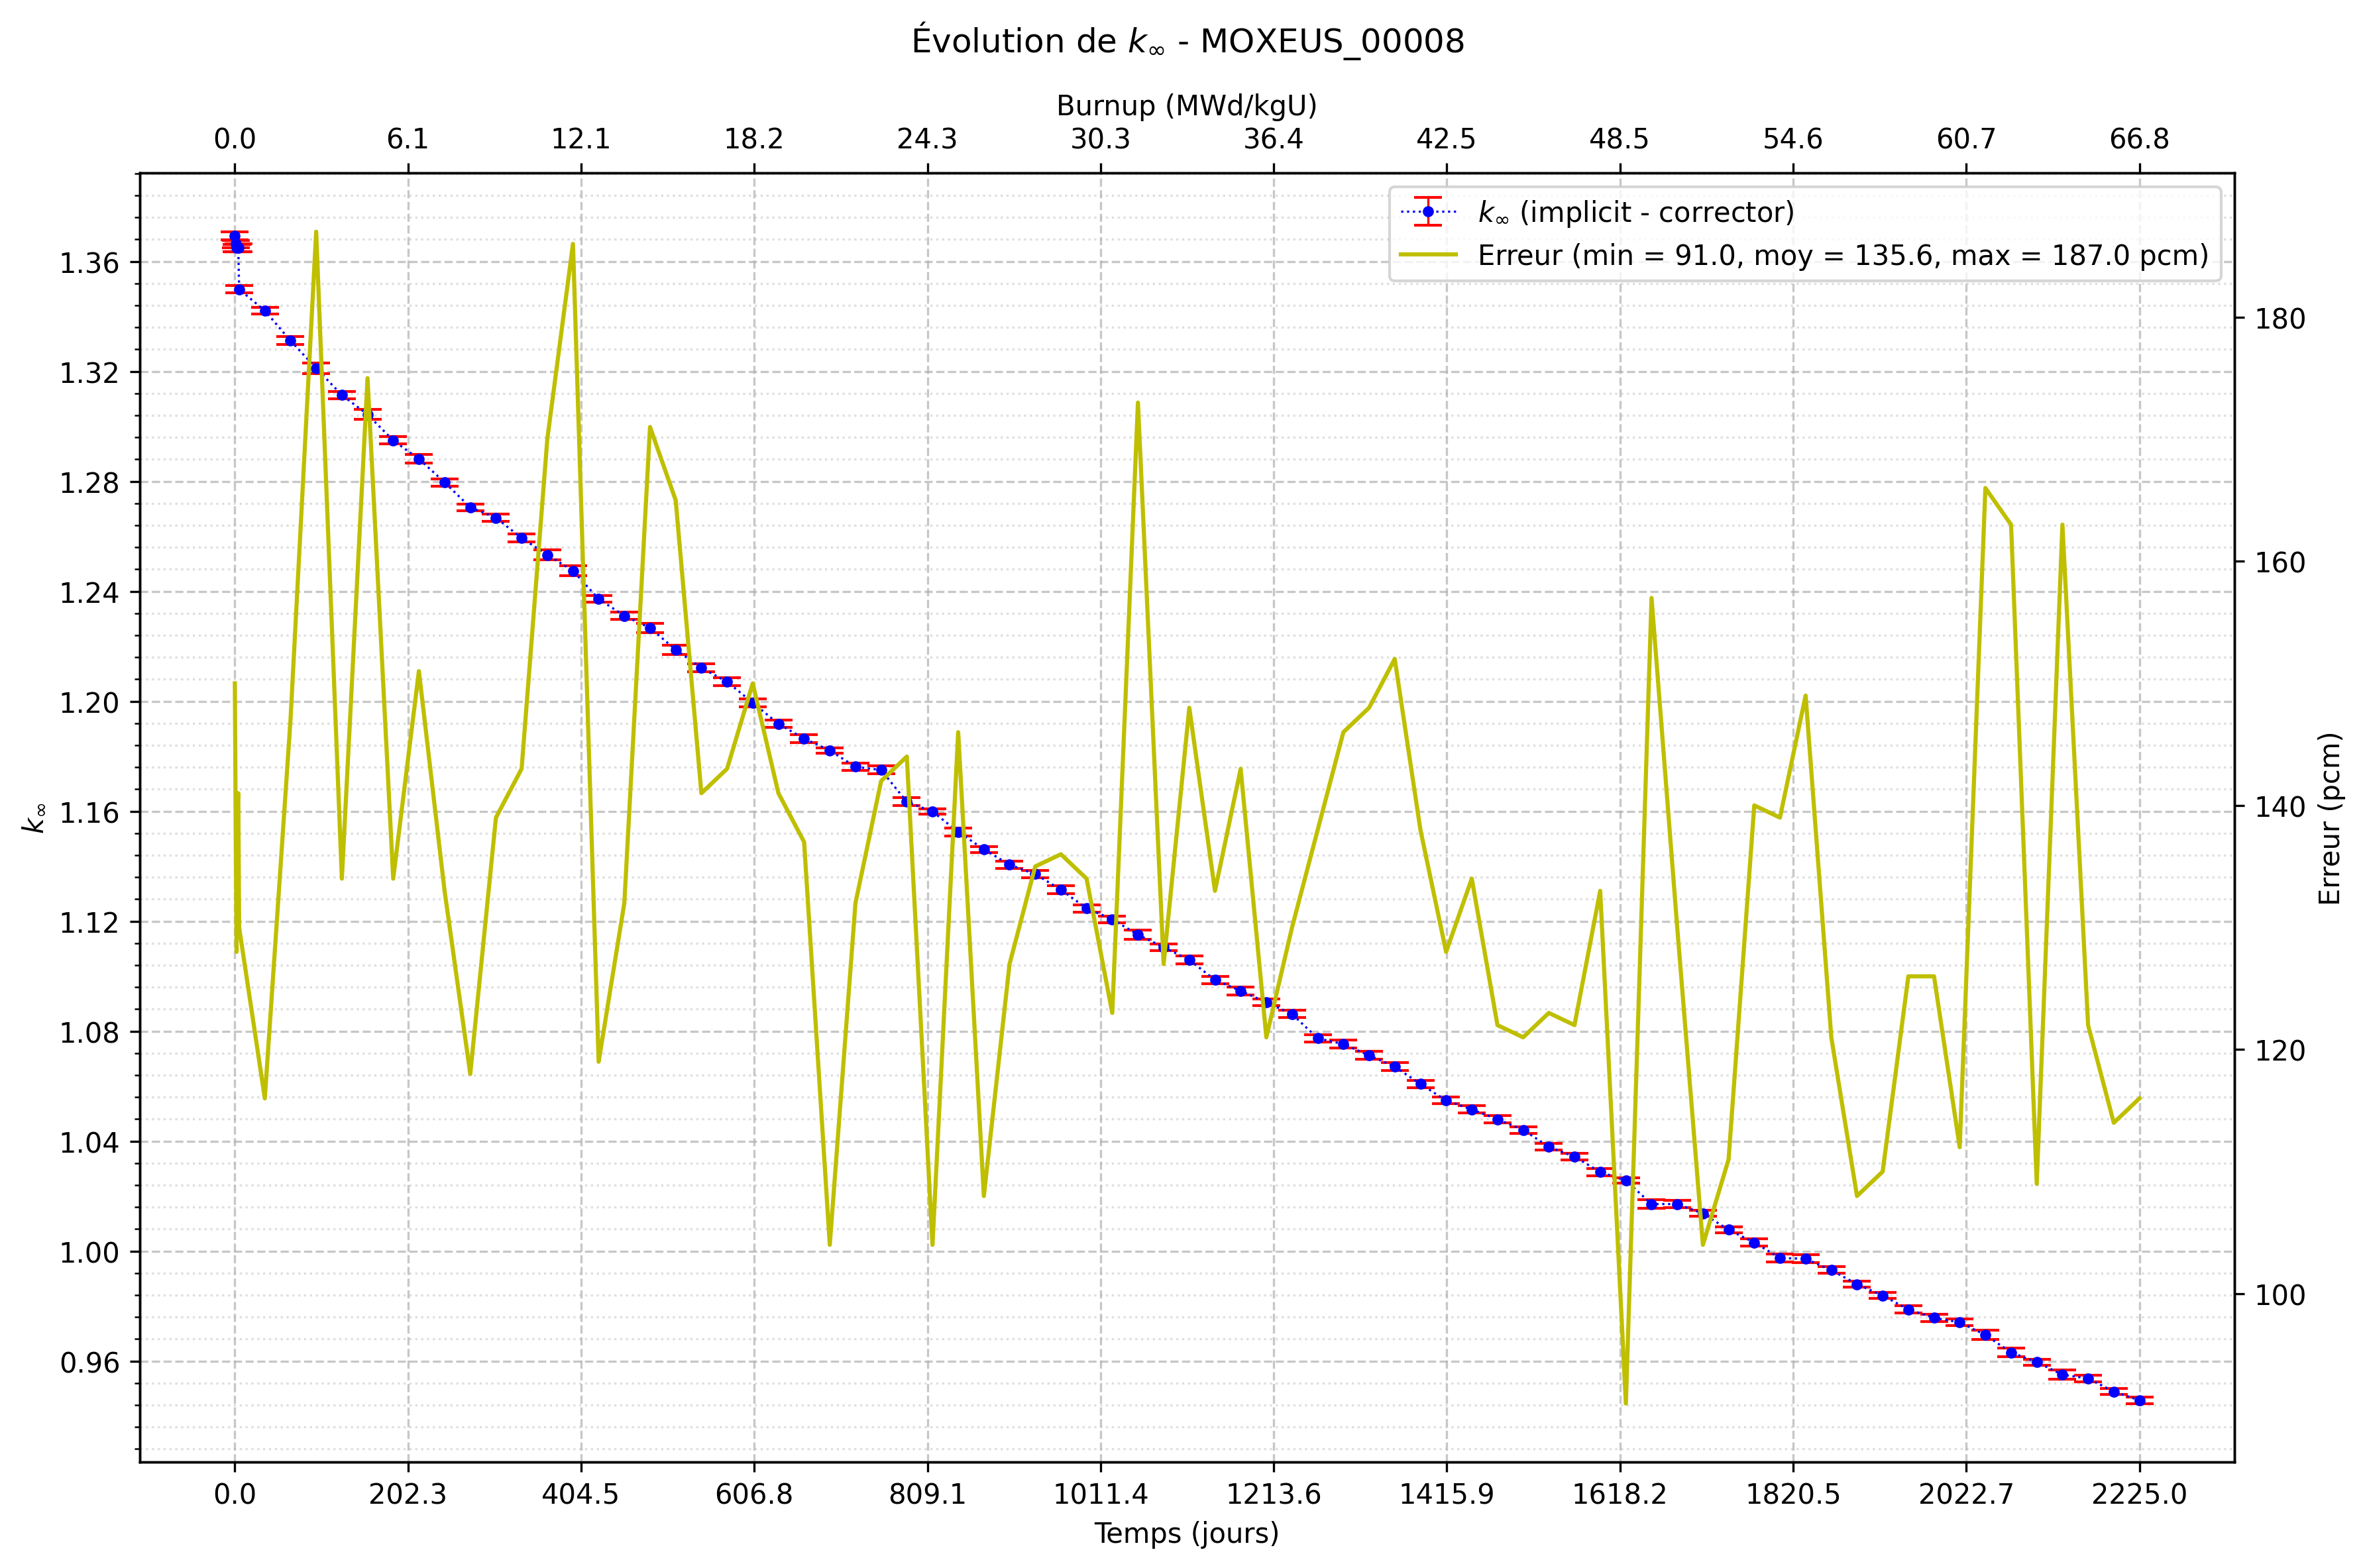 Évolution de k∞ - MOXEUS_00008
Burnup (MWd/kgU)
0.0 6.1 12.1 18.2 24.3 30.3 36.4 42.5 48.5 54.6 60.7 66.8
k∞ (implicit - corrector)
Erreur (min = 91.0, moy = 135.6, max = 187.0 pcm)
k∞
1.36
1.32
1.28
1.24
1.20
1.16
1.12
1.08
1.04
1.00
0.96
180
160
140
120
100
Erreur (pcm)
0.0 202.3 404.5 606.8 809.1 1011.4 1213.6 1415.9 1618.2 1820.5 2022.7 2225.0
Temps (jours)